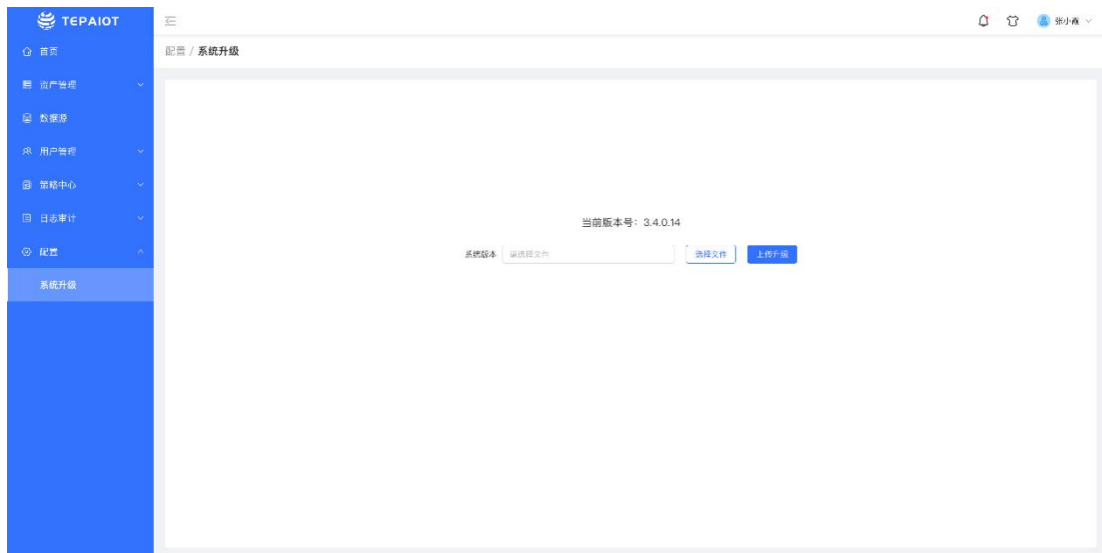 TEPAIOT
张小雨
首页
配置 / 系统升级
资产管理
数据源
用户管理
策略中心
日志审计
配置
系统升级
当前版本号：3.4.0.14
系统版本 请选择文件 选择文件 上传升级